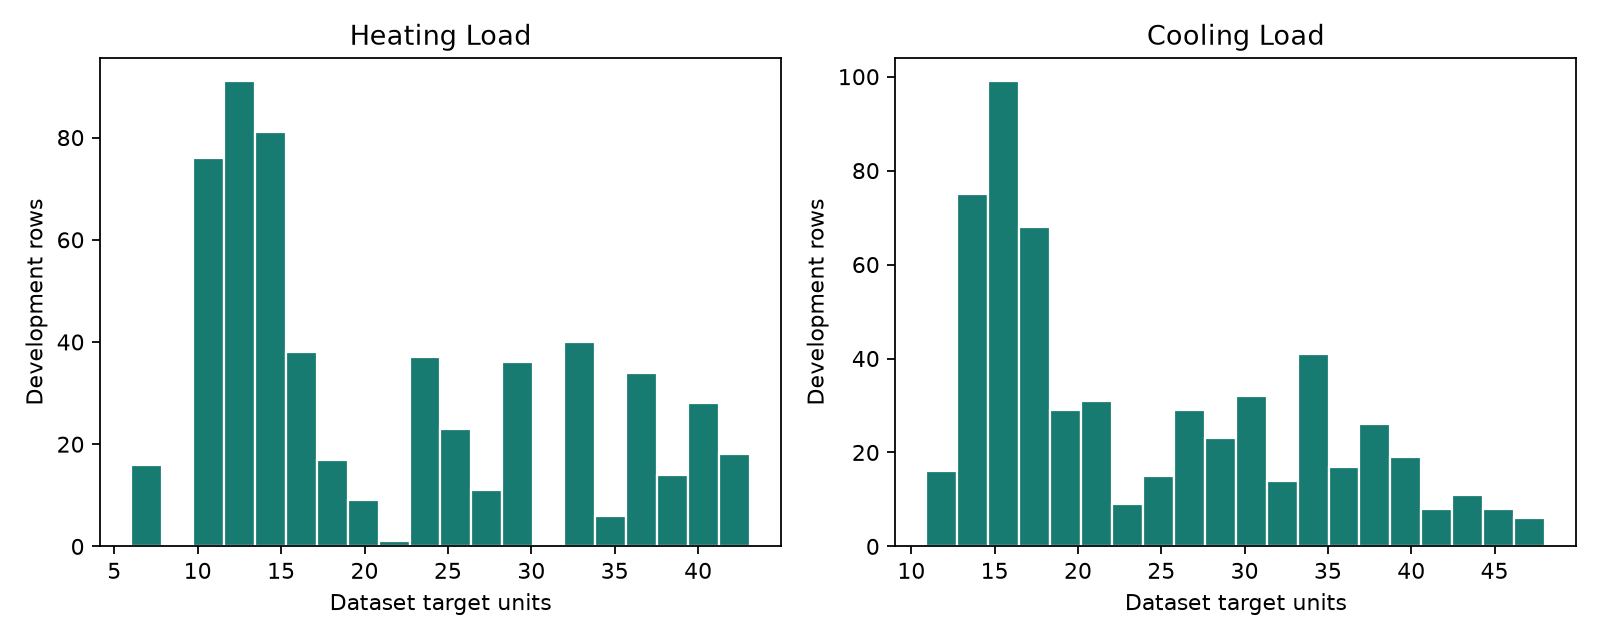 Heating Load
Development rows
80
60
40
20
0
5 10 15 20 25 30 35 40
Dataset target units
Cooling Load
Development rows
100
80
60
40
20
0
10 15 20 25 30 35 40 45
Dataset target units